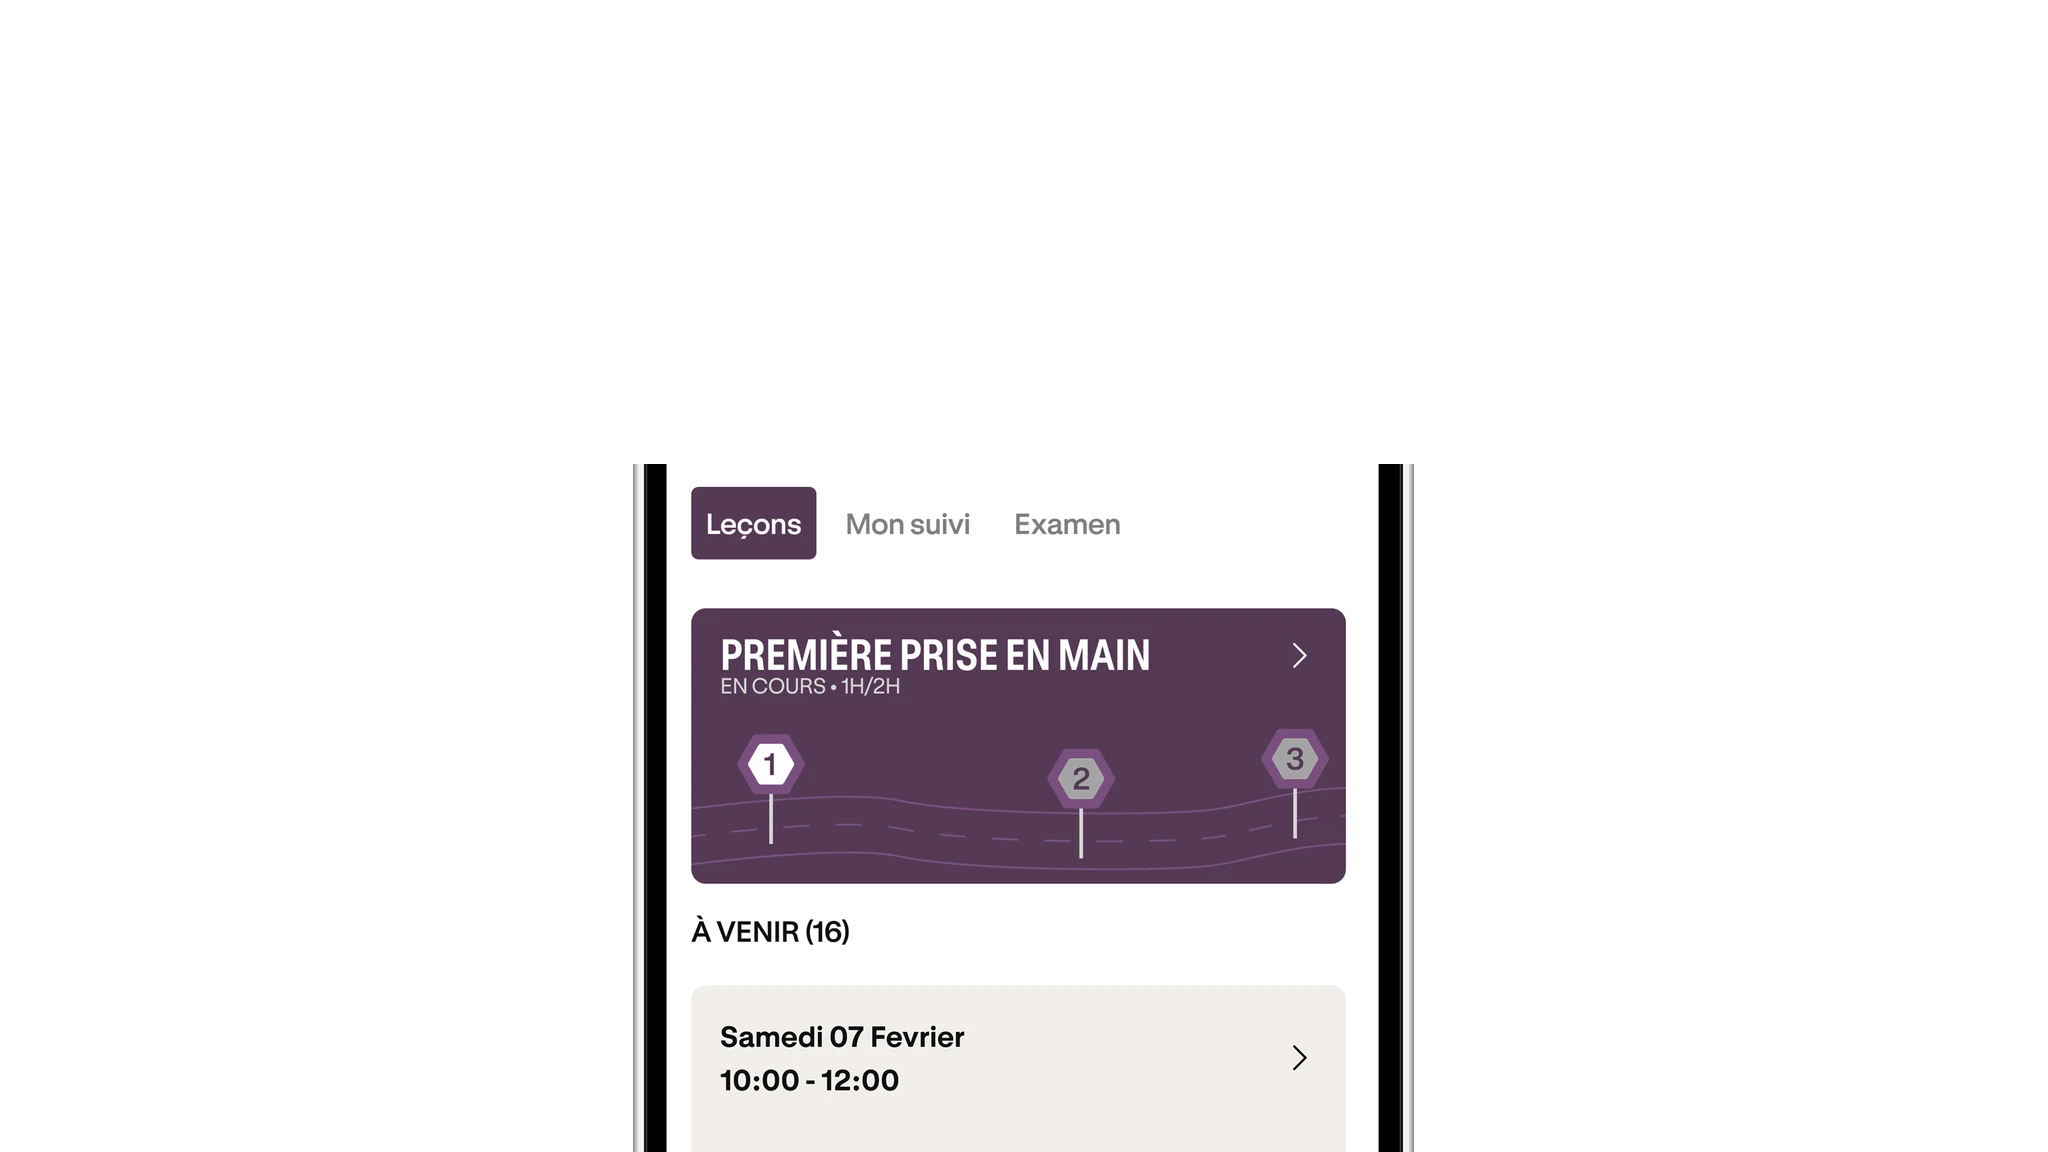 Leçons Mon suivi Examen
PREMIÈRE PRISE EN MAIN
EN COURS • 1H/2H
1 2 3
À VENIR (16)
Samedi 07 Fevrier
10:00 - 12:00